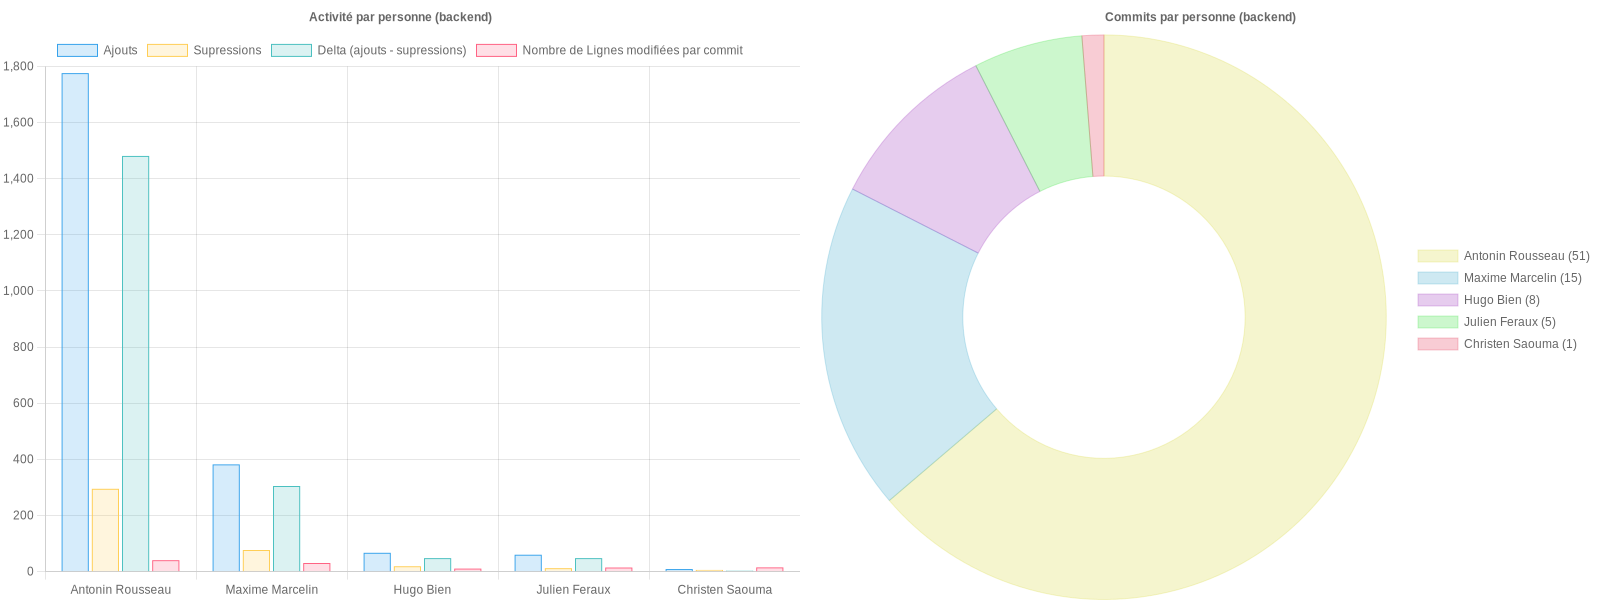 Activité par personne (backend)
Ajouts
Supressions
Delta (ajouts - supressions)
Nombre de Lignes modifiées par commit
1,800
1,600
1,400
1,200
1,000
800
600
400
200
0
Antonin Rousseau
Maxime Marcelin
Hugo Bien
Julien Feraux
Christen Saouma
Commits par personne (backend)
Antonin Rousseau (51)
Maxime Marcelin (15)
Hugo Bien (8)
Julien Feraux (5)
Christen Saouma (1)